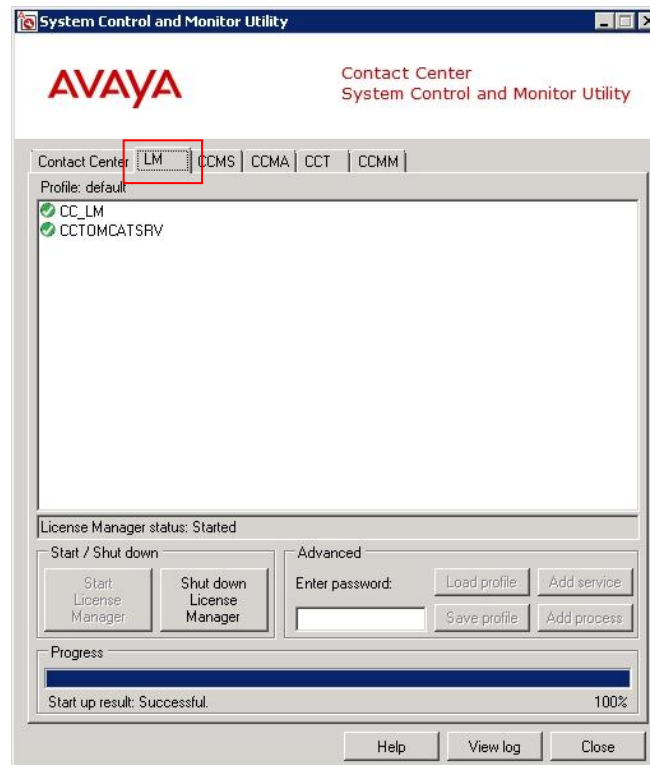 System Control and Monitor Utility
AVAYA
Contact Center
System Control and Monitor Utility
Contact Center LM CCMS CCMA CCT CCMM
Profile: default
CC_LM
CCTOMCATSRV
License Manager status: Started
Start / Shut down
Advanced
Start
License
Manager
Shut down
License
Manager
Enter password:
Load profile
Add service
Save profile
Add process
Progress
Start up result: Successful. 100%
Help View log Close